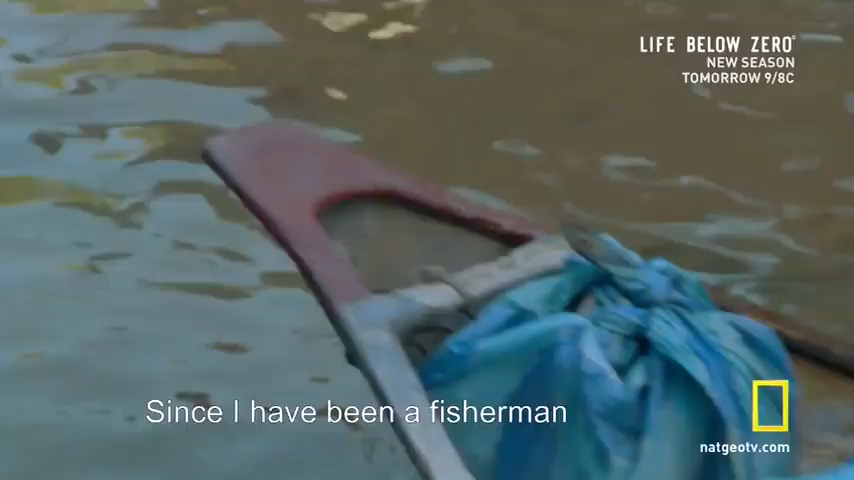 LIFE BELOW ZERO°
NEW SEASON
TOMORROW 9/8C
Since I have been a fisherman
natgeotv.com